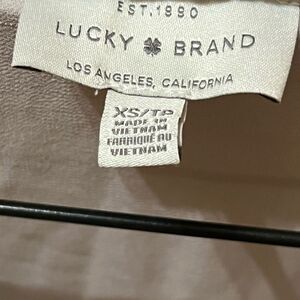 EST.1990
LUCKY BRAND
LOS ANGELES, CALIFORNIA
XS/TP
MADE IN
VIETNAM
FABRIQUÉ AU
VIETNAM